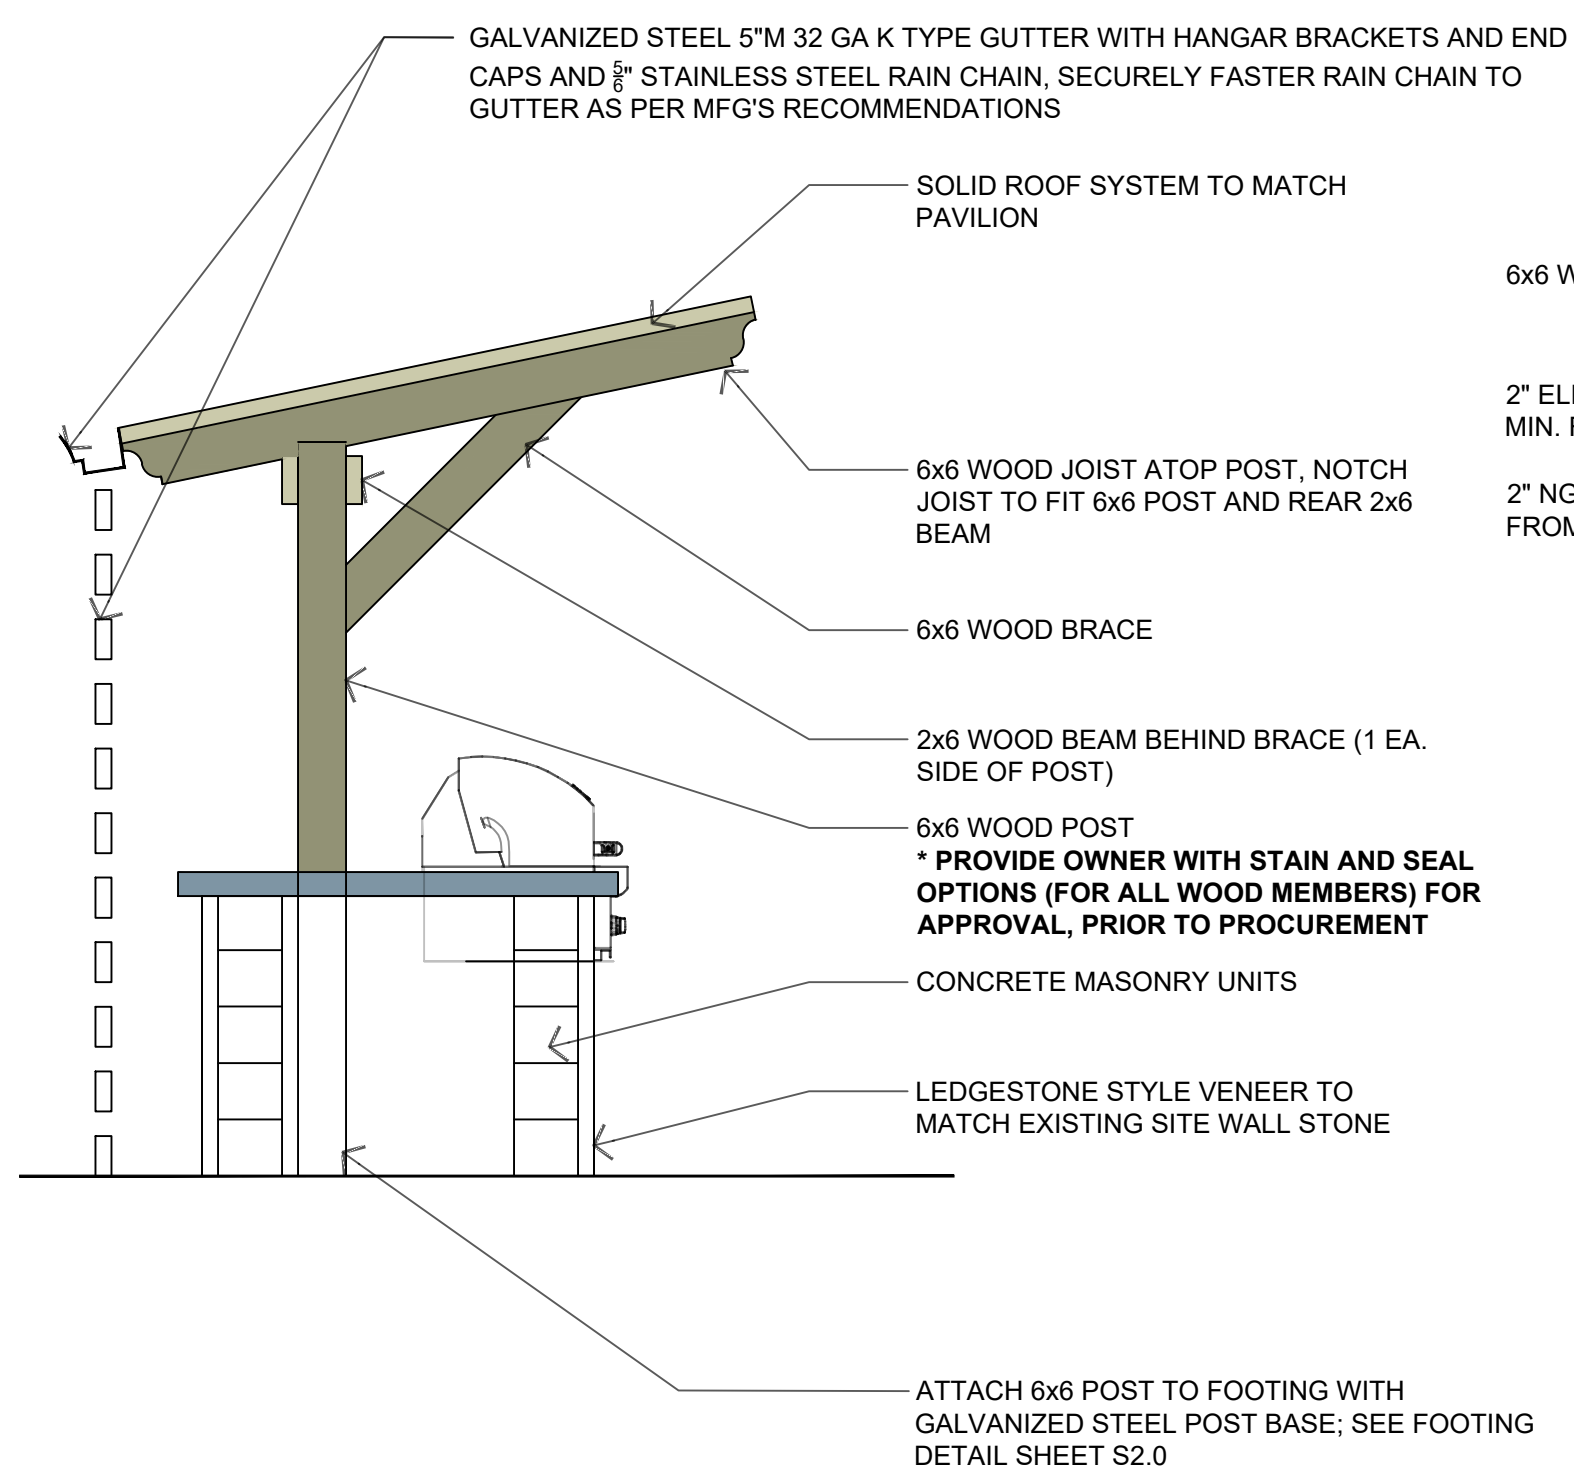 GALVANIZED STEEL 5"M 32 GA K TYPE GUTTER WITH HANGAR BRACKETS AND END
CAPS AND 5/6" STAINLESS STEEL RAIN CHAIN, SECURELY FASTER RAIN CHAIN TO
GUTTER AS PER MFG'S RECOMMENDATIONS
SOLID ROOF SYSTEM TO MATCH
PAVILION
6x6 WOOD JOIST ATOP POST, NOTCH
JOIST TO FIT 6x6 POST AND REAR 2x6
BEAM
6x6 WOOD BRACE
2x6 WOOD BEAM BEHIND BRACE (1 EA.
SIDE OF POST)
6x6 WOOD POST
* PROVIDE OWNER WITH STAIN AND SEAL
OPTIONS (FOR ALL WOOD MEMBERS) FOR
APPROVAL, PRIOR TO PROCUREMENT
CONCRETE MASONRY UNITS
LEDGESTONE STYLE VENEER TO
MATCH EXISTING SITE WALL STONE
ATTACH 6x6 POST TO FOOTING WITH
GALVANIZED STEEL POST BASE; SEE FOOTING
DETAIL SHEET S2.0
6x6
2"
MIN.
2"